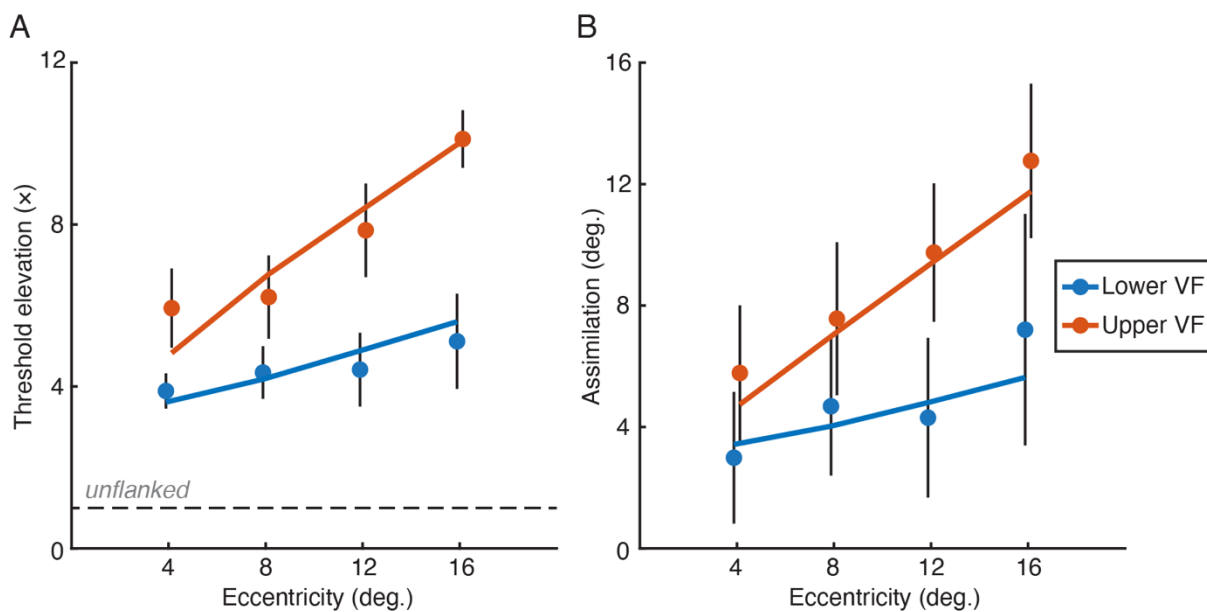 A
Threshold elevation (×)
12
8
4
0
unflanked
4 8 12 16
Eccentricity (deg.)
B
Assimilation (deg.)
16
12
8
4
0
4 8 12 16
Eccentricity (deg.)
Lower VF
Upper VF